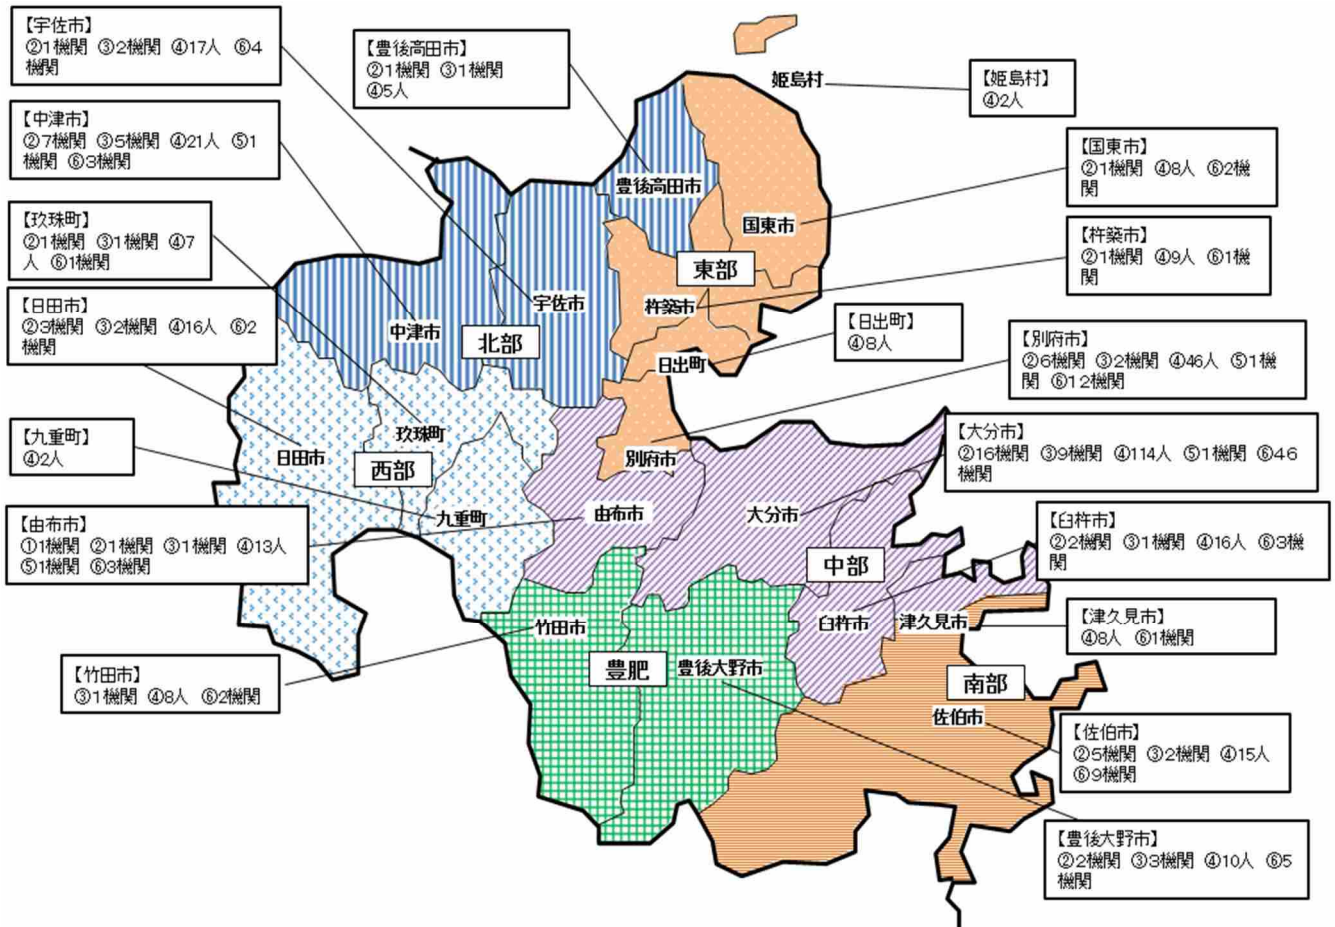 【宇佐市】
②1機関 ③2機関 ④17人 ⑥4
機関
【豊後高田市】
②1機関 ③1機関
④5人
姫島村
【姫島村】
④2人
【中津市】
②7機関 ③5機関 ④21人 ⑤1
機関 ⑥3機関
【国東市】
②1機関 ④8人 ⑥2機
関
豊後高田市
【玖珠町】
②1機関 ③1機関 ④7
人 ⑥1機関
国東市
【杵築市】
②1機関 ④9人 ⑥1機
関
東部
【日田市】
②3機関 ③2機関 ④16人 ⑥2
機関
宇佐市
杵築市
中津市
北部
【日出町】
④8人
日出町
【別府市】
②6機関 ③2機関 ④46人 ⑤1機
関 ⑥12機関
【九重町】
④2人
玖珠町
日田市
西部
別府市
【大分市】
②16機関 ③9機関 ④114人 ⑤1機関 ⑥46
機関
九重町
由布市
大分市
【由布市】
①1機関 ②1機関 ③1機関 ④13人
⑤1機関 ⑥3機関
【臼杵市】
②2機関 ③1機関 ④16人 ⑥3機
関
中部
竹田市
臼杵市
津久見市
【津久見市】
④8人 ⑥1機関
【竹田市】
③1機関 ④8人 ⑥2機関
豊肥
豊後大野市
南部
佐伯市
【佐伯市】
②5機関 ③2機関 ④15人
⑥9機関
【豊後大野市】
②2機関 ③3機関 ④10人 ⑥5
機関